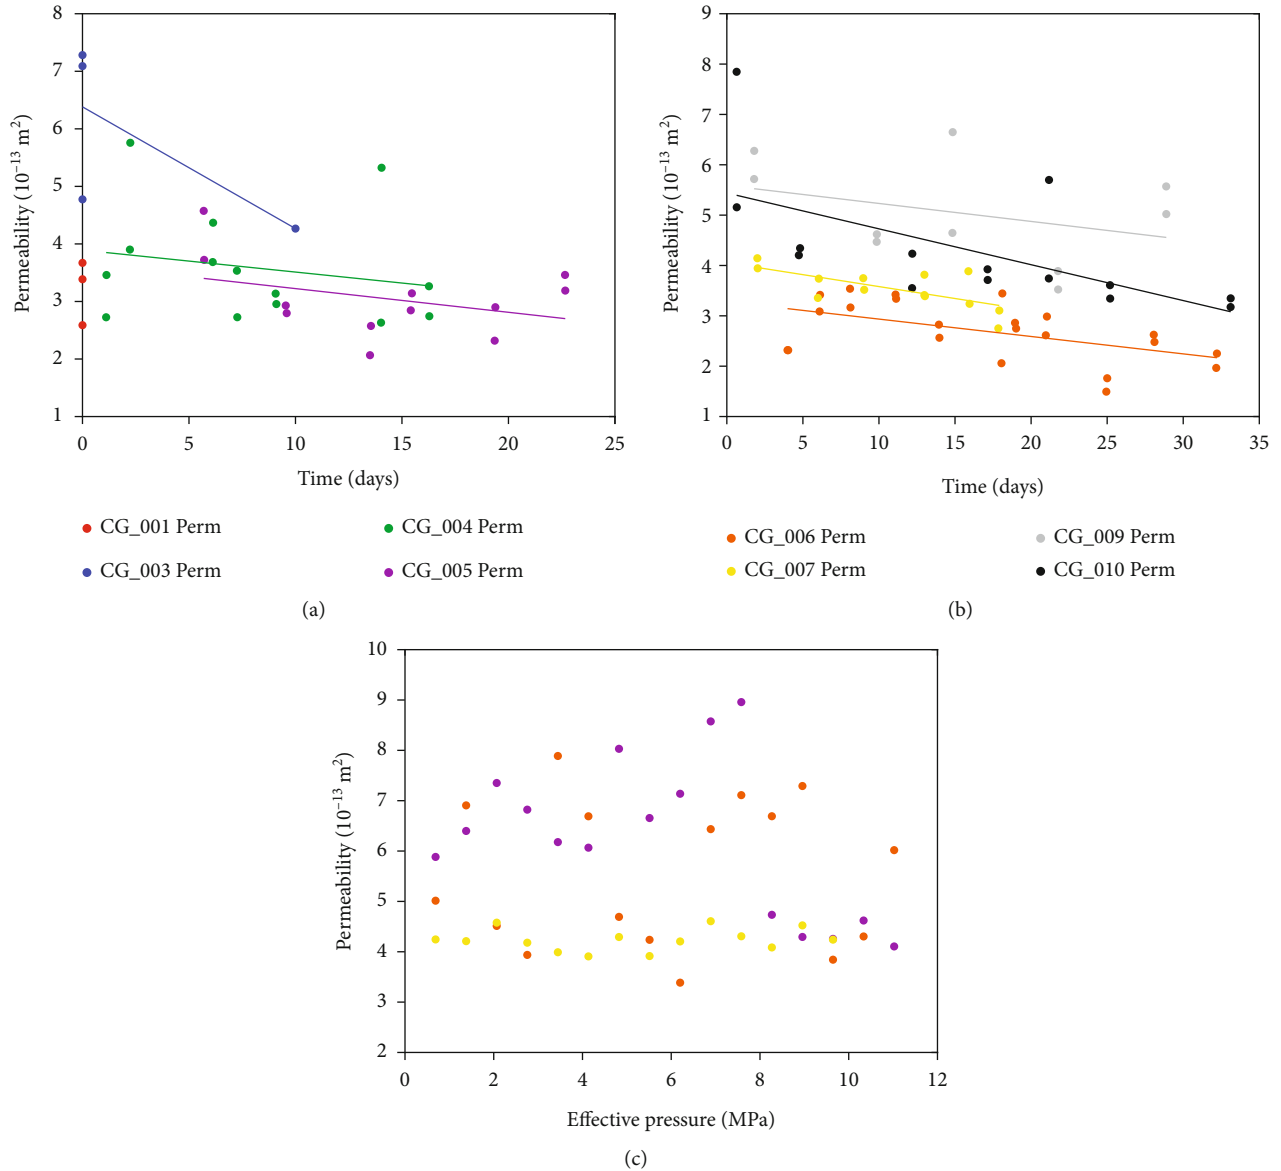 8
7
6
5
4
3
2
1
Permeability (10⁻¹³ m²)
0 5 10 15 20 25
Time (days)
CG_001 Perm CG_004 Perm
CG_003 Perm CG_005 Perm
(a)
9
8
7
6
5
4
3
2
1
Permeability (10⁻¹³ m²)
0 5 10 15 20 25 30 35
Time (days)
CG_006 Perm CG_009 Perm
CG_007 Perm CG_010 Perm
(b)
10
9
8
7
6
5
4
3
2
Permeability (10⁻¹³ m²)
0 2 4 6 8 10 12
Effective pressure (MPa)
(c)